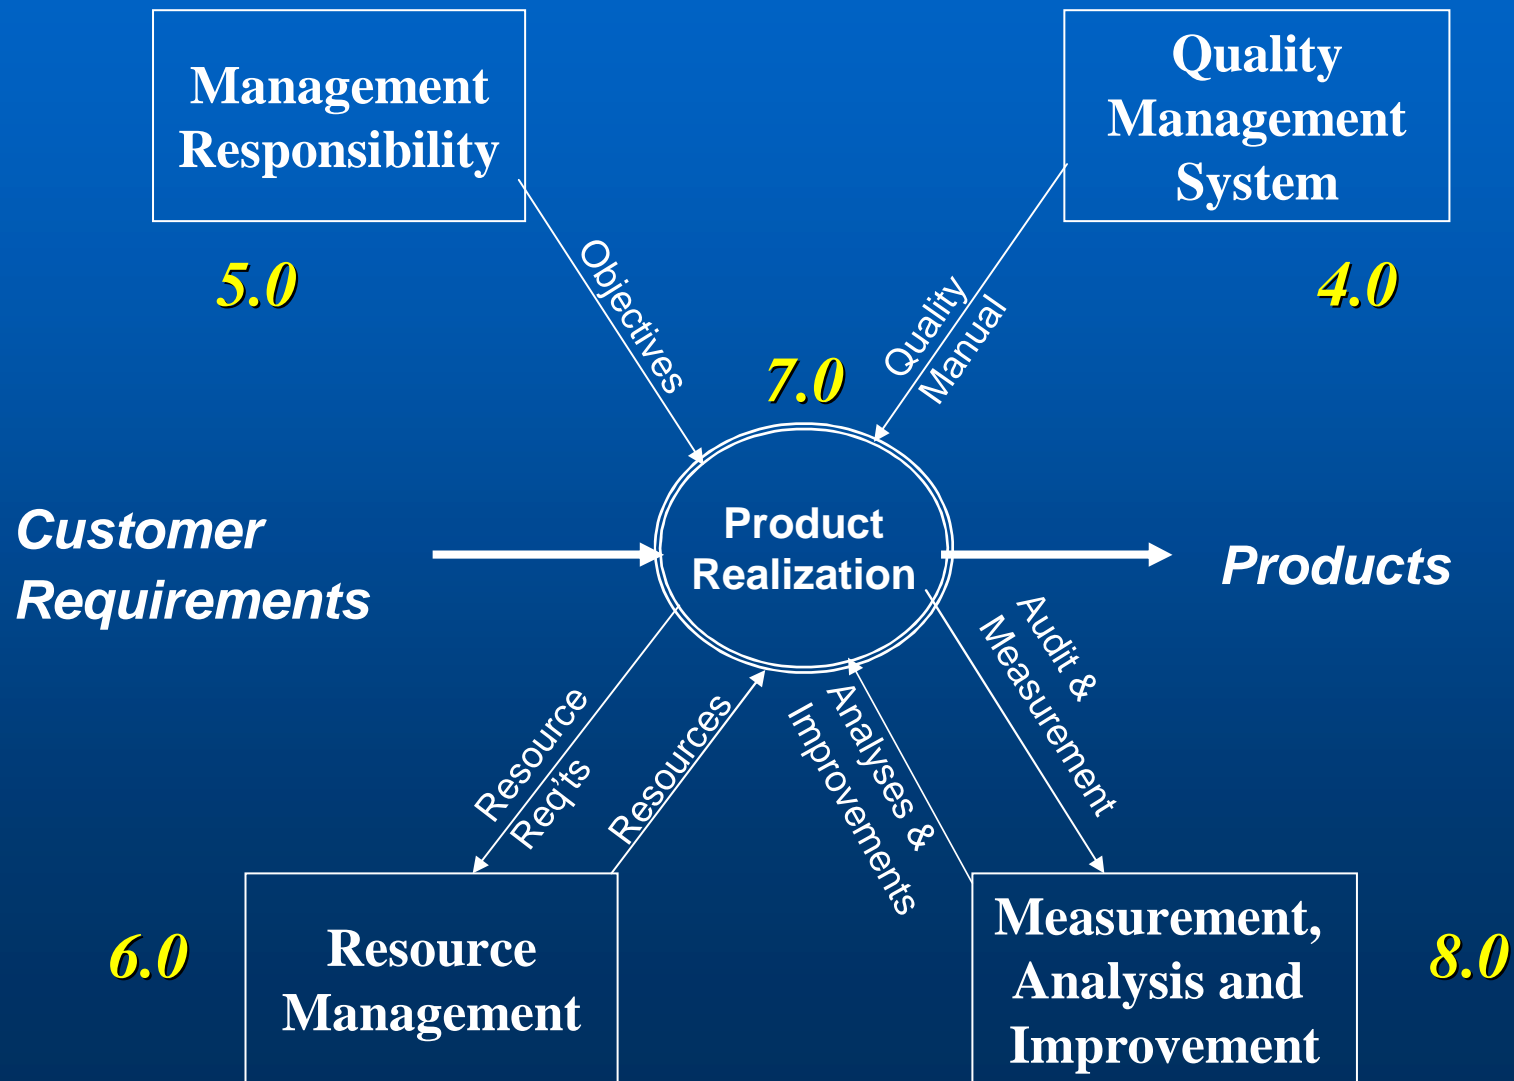 Management
Responsibility
Quality
Management
System
5.0
4.0
Objectives
Quality
Manual
7.0
Customer
Requirements
Product
Realization
Products
Resource
Req'ts
Resources
Analyses &
Improvements
Audit &
Measurement
6.0
Resource
Management
Measurement,
Analysis and
Improvement
8.0